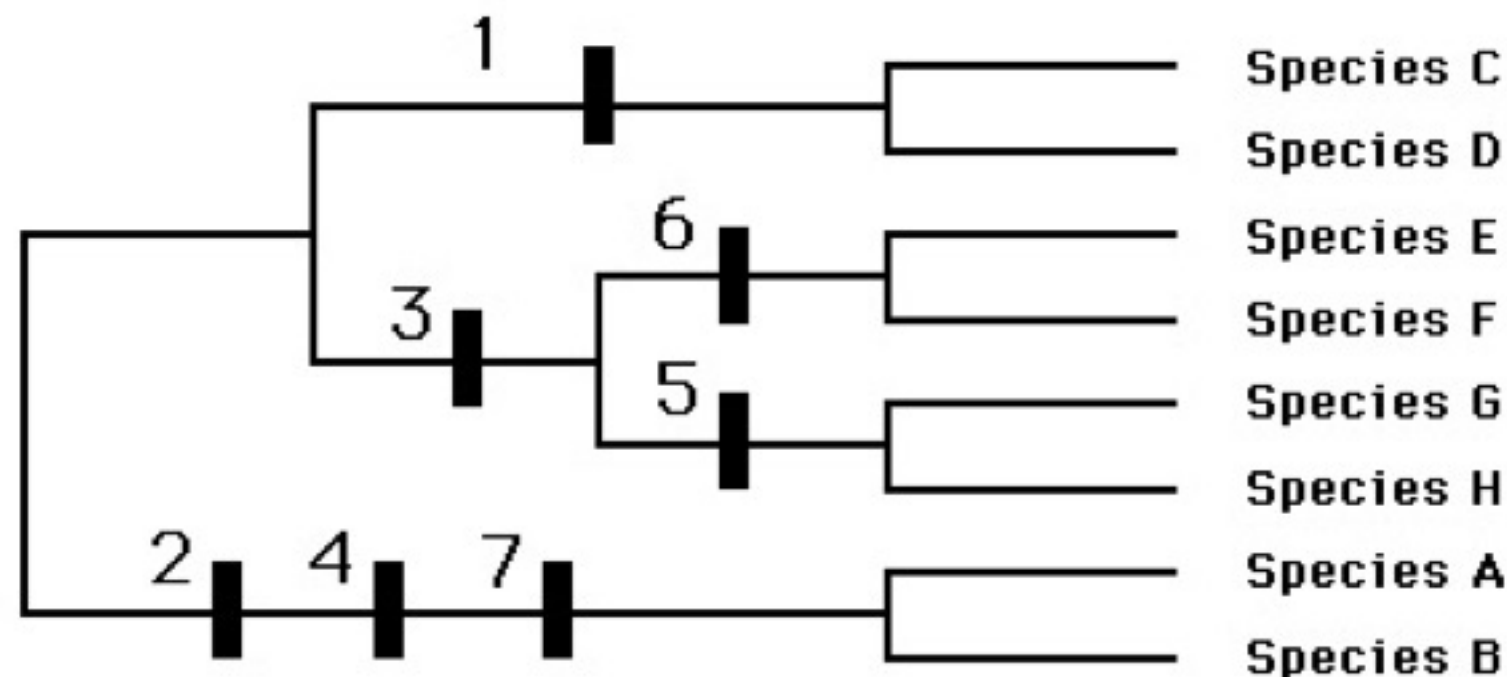 1
Species C
Species D
6
Species E
3
Species F
5
Species G
Species H
2 4 7
Species A
Species B